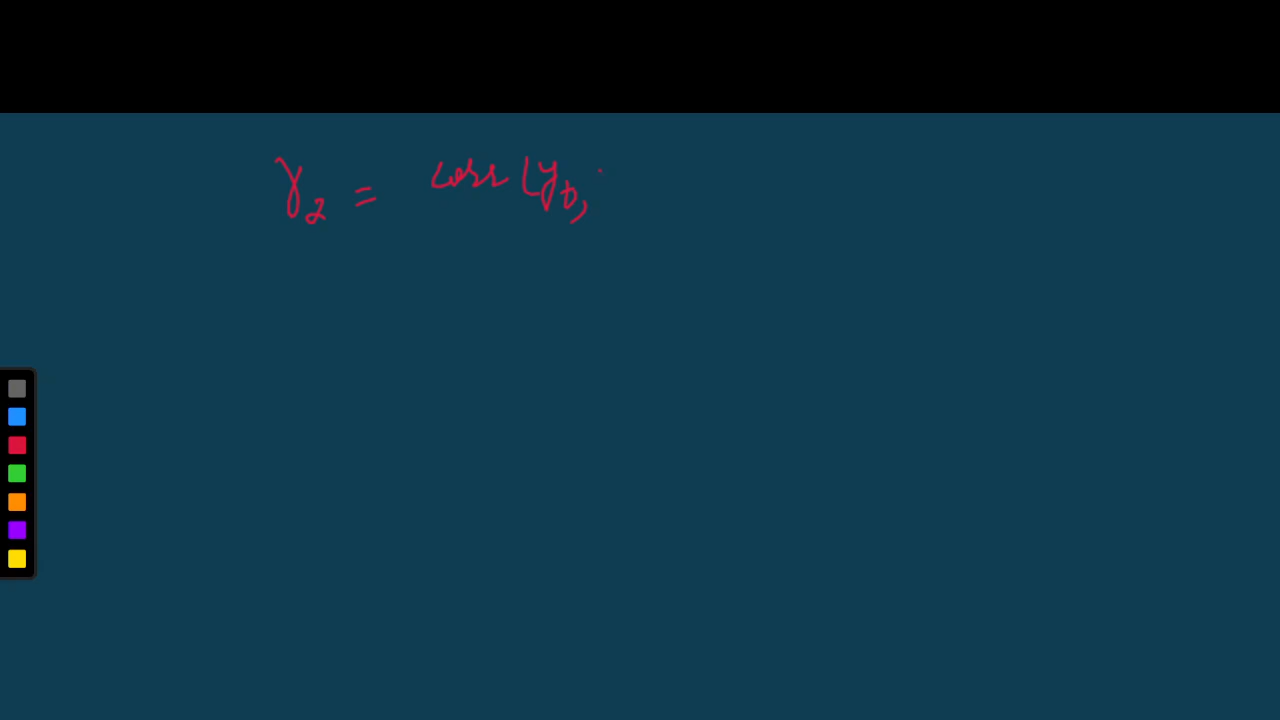 γ₂ = corr (y_t,